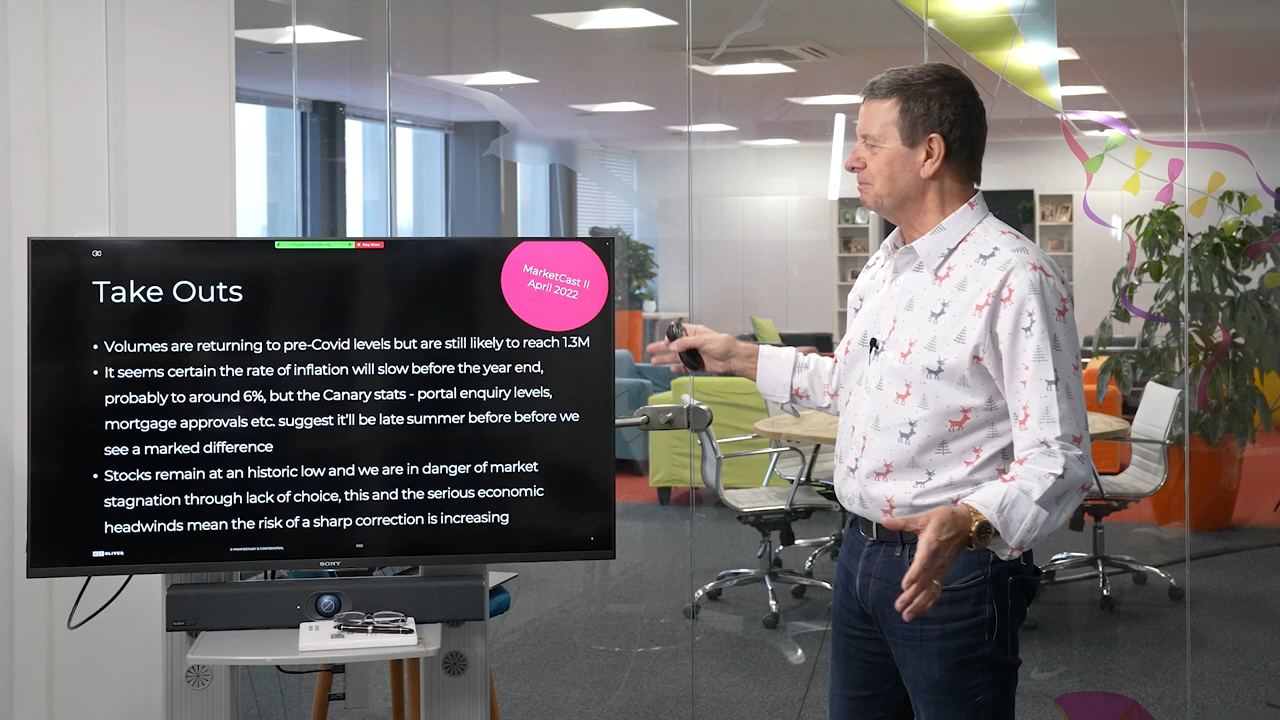 Take Outs
MarketCast II
April 2022
• Volumes are returning to pre-Covid levels but are still likely to reach 1.3M
• It seems certain the rate of inflation will slow before the year end,
probably to around 6%, but the Canary stats - portal enquiry levels,
mortgage approvals etc. suggest it'll be late summer before before we
see a marked difference
• Stocks remain at an historic low and we are in danger of market
stagnation through lack of choice, this and the serious economic
headwinds mean the risk of a sharp correction is increasing
OLIVER
© PROPRIETARY & CONFIDENTIAL
SONY